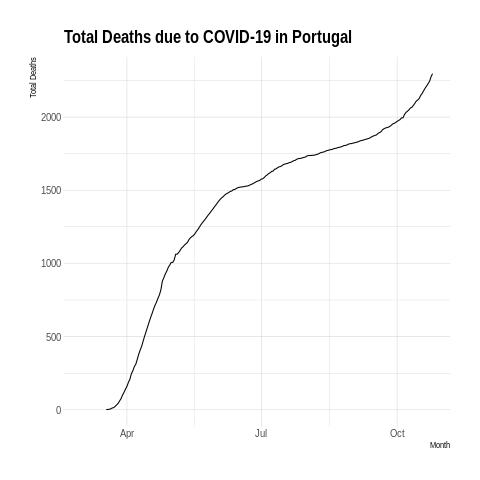 Total Deaths due to COVID-19 in Portugal
Total Deaths
2000
1500
1000
500
0
Apr
Jul
Oct
Month